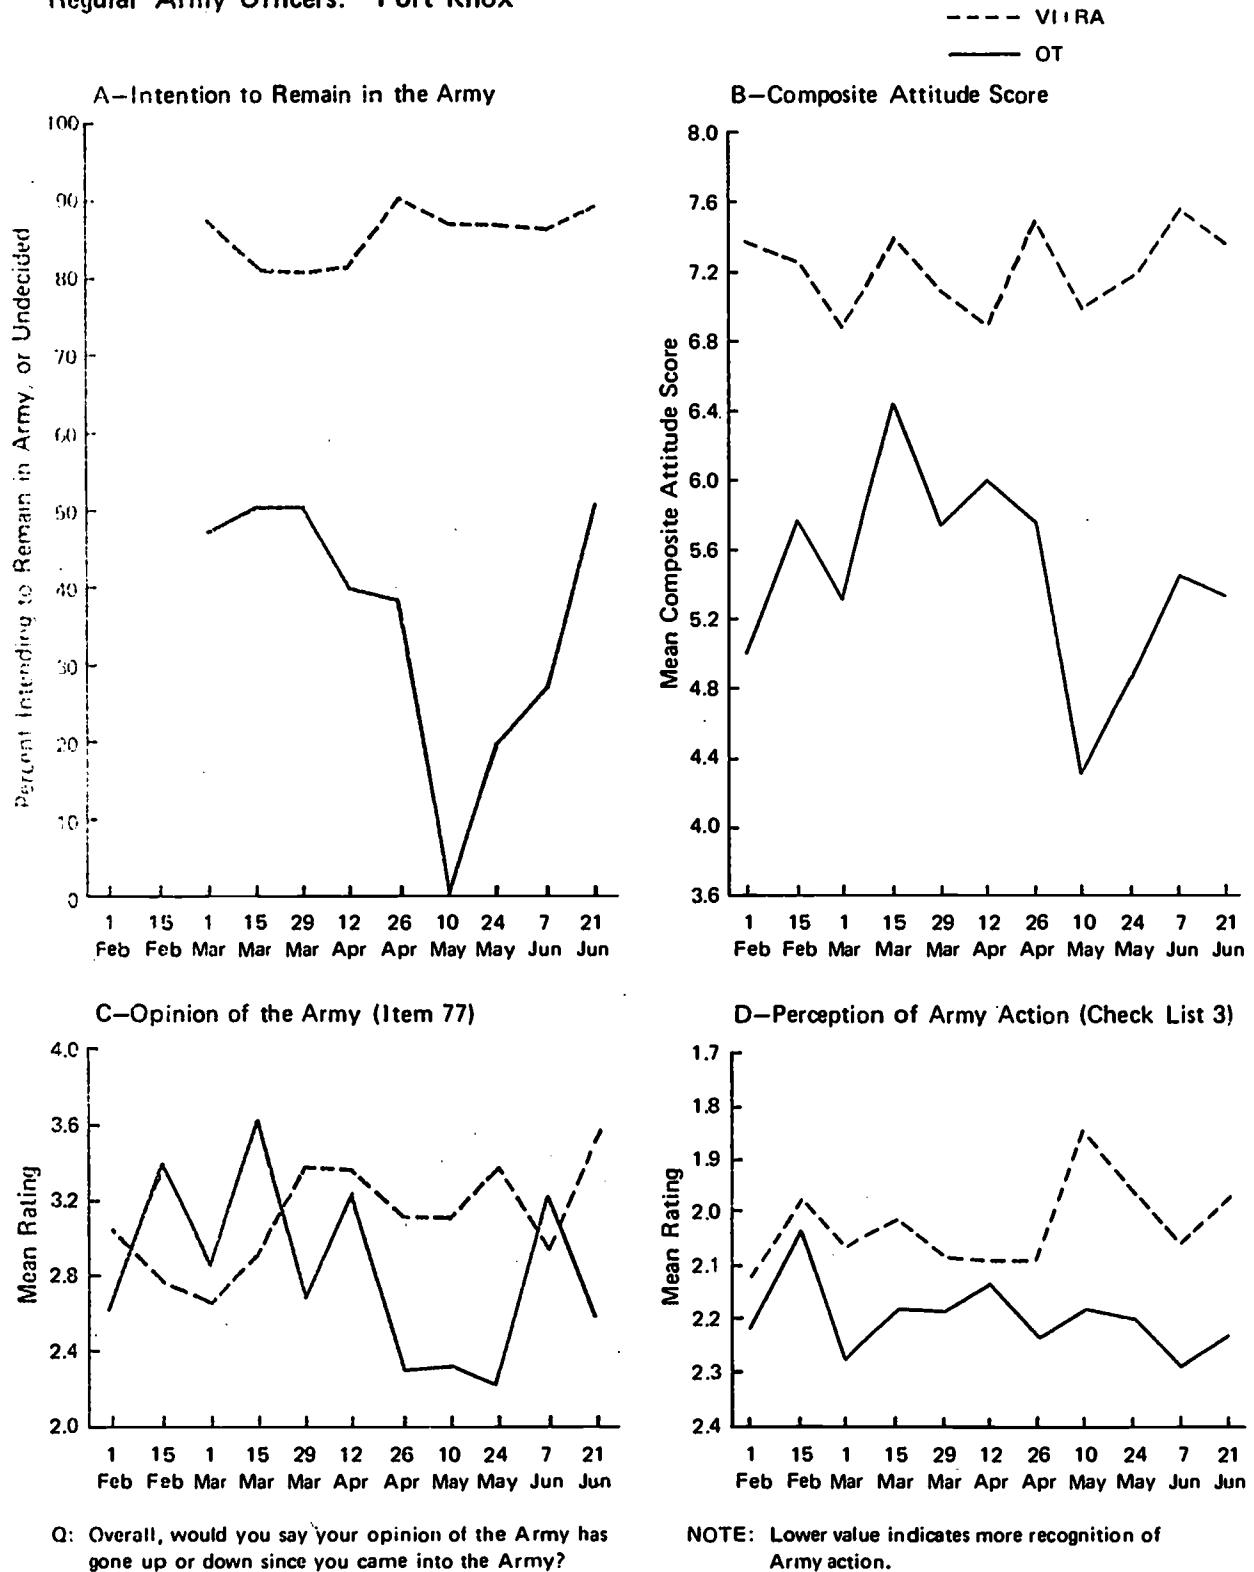 Regular Army Officers: Fort Knox
VI+RA
OT
A–Intention to Remain in the Army
100
90
80
70
60
50
40
30
20
10
0
Percent Intending to Remain in Army, or Undecided
1 15 1 15 29 12 26 10 24 7 21
Feb Feb Mar Mar Mar Apr Apr May May Jun Jun
B–Composite Attitude Score
8.0
7.6
7.2
6.8
6.4
6.0
5.6
5.2
4.8
4.4
4.0
3.6
Mean Composite Attitude Score
1 15 1 15 29 12 26 10 24 7 21
Feb Feb Mar Mar Mar Apr Apr May May Jun Jun
C–Opinion of the Army (Item 77)
4.0
3.6
3.2
2.8
2.4
2.0
Mean Rating
1 15 1 15 29 12 26 10 24 7 21
Feb Feb Mar Mar Mar Apr Apr May May Jun Jun
Q: Overall, would you say your opinion of the Army has
gone up or down since you came into the Army?
D–Perception of Army Action (Check List 3)
1.7
1.8
1.9
2.0
2.1
2.2
2.3
2.4
Mean Rating
1 15 1 15 29 12 26 10 24 7 21
Feb Feb Mar Mar Mar Apr Apr May May Jun Jun
NOTE: Lower value indicates more recognition of
Army action.